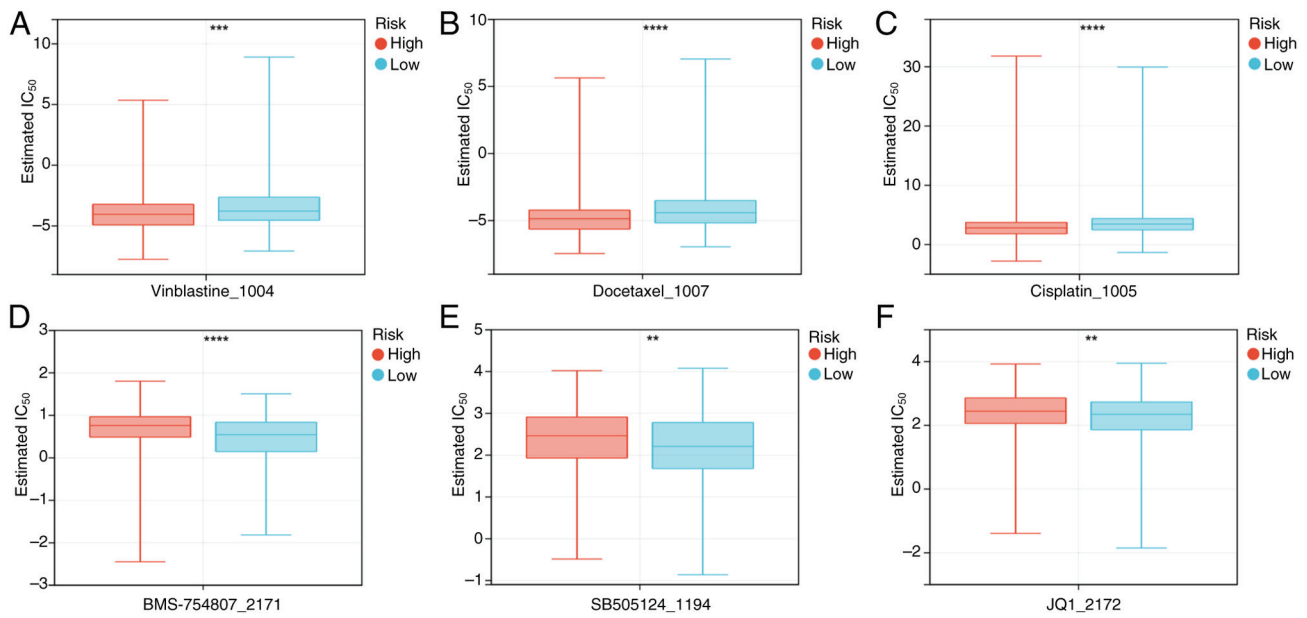 A
***
Risk
High
Low
Estimated IC50
10
5
0
−5
Vinblastine_1004
B
****
Risk
High
Low
Estimated IC50
10
5
0
−5
Docetaxel_1007
C
****
Risk
High
Low
Estimated IC50
30
20
10
0
Cisplatin_1005
D
****
Risk
High
Low
Estimated IC50
3
2
1
0
−1
−2
−3
BMS-754807_2171
E
**
Risk
High
Low
Estimated IC50
5
4
3
2
1
0
−1
SB505124_1194
F
**
Risk
High
Low
Estimated IC50
4
2
0
−2
JQ1_2172